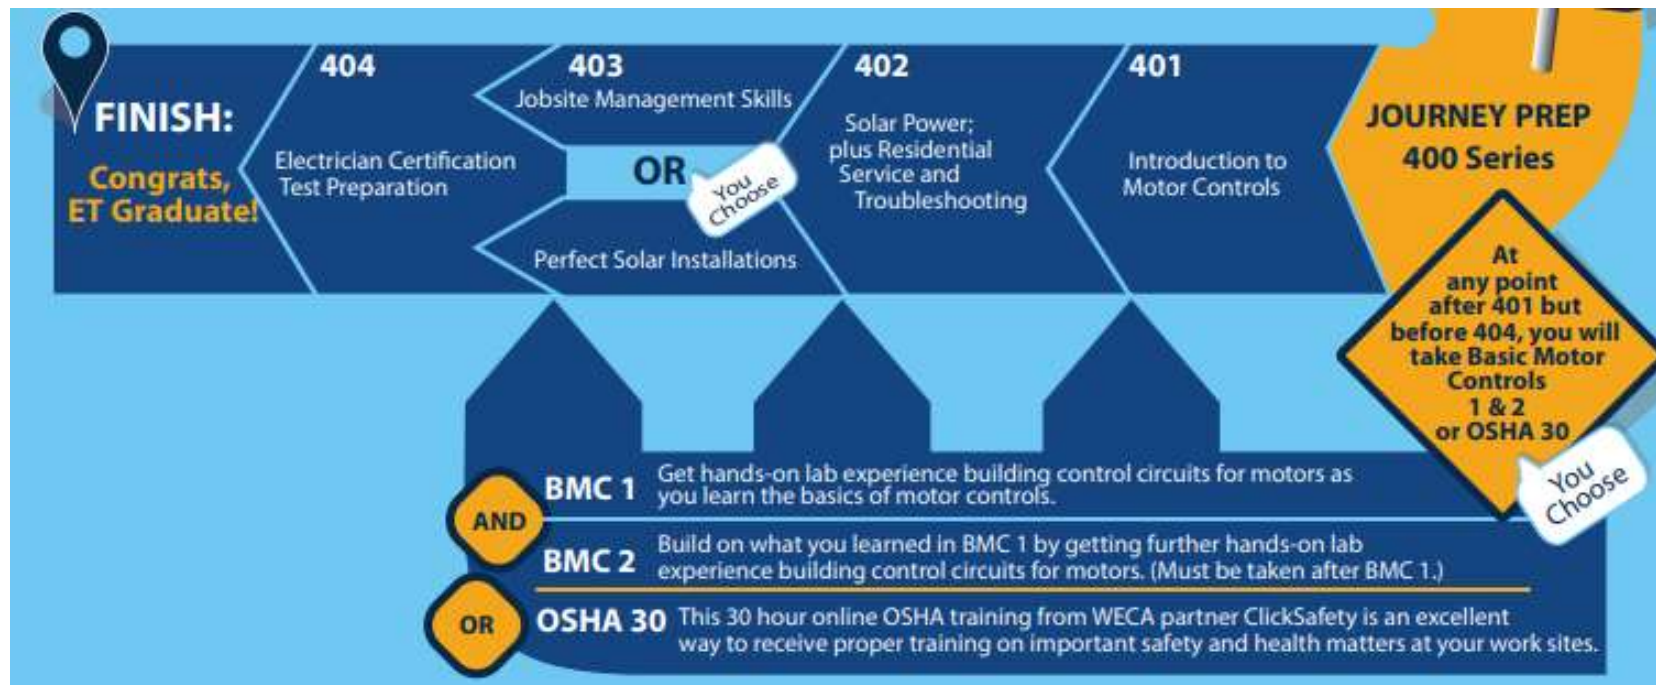 FINISH:
Congrats,
ET Graduate!
404
Electrician Certification
Test Preparation
403
Jobsite Management Skills
OR
You
Choose
Perfect Solar Installations
402
Solar Power;
plus Residential
Service and
Troubleshooting
401
Introduction to
Motor Controls
JOURNEY PREP
400 Series
At
any point
after 401 but
before 404, you will
take Basic Motor
Controls
1 & 2
or OSHA 30
You
Choose
BMC 1
Get hands-on lab experience building control circuits for motors as
you learn the basics of motor controls.
AND
BMC 2
Build on what you learned in BMC 1 by getting further hands-on lab
experience building control circuits for motors. (Must be taken after BMC 1.)
OR
OSHA 30
This 30 hour online OSHA training from WECA partner ClickSafety is an excellent
way to receive proper training on important safety and health matters at your work sites.